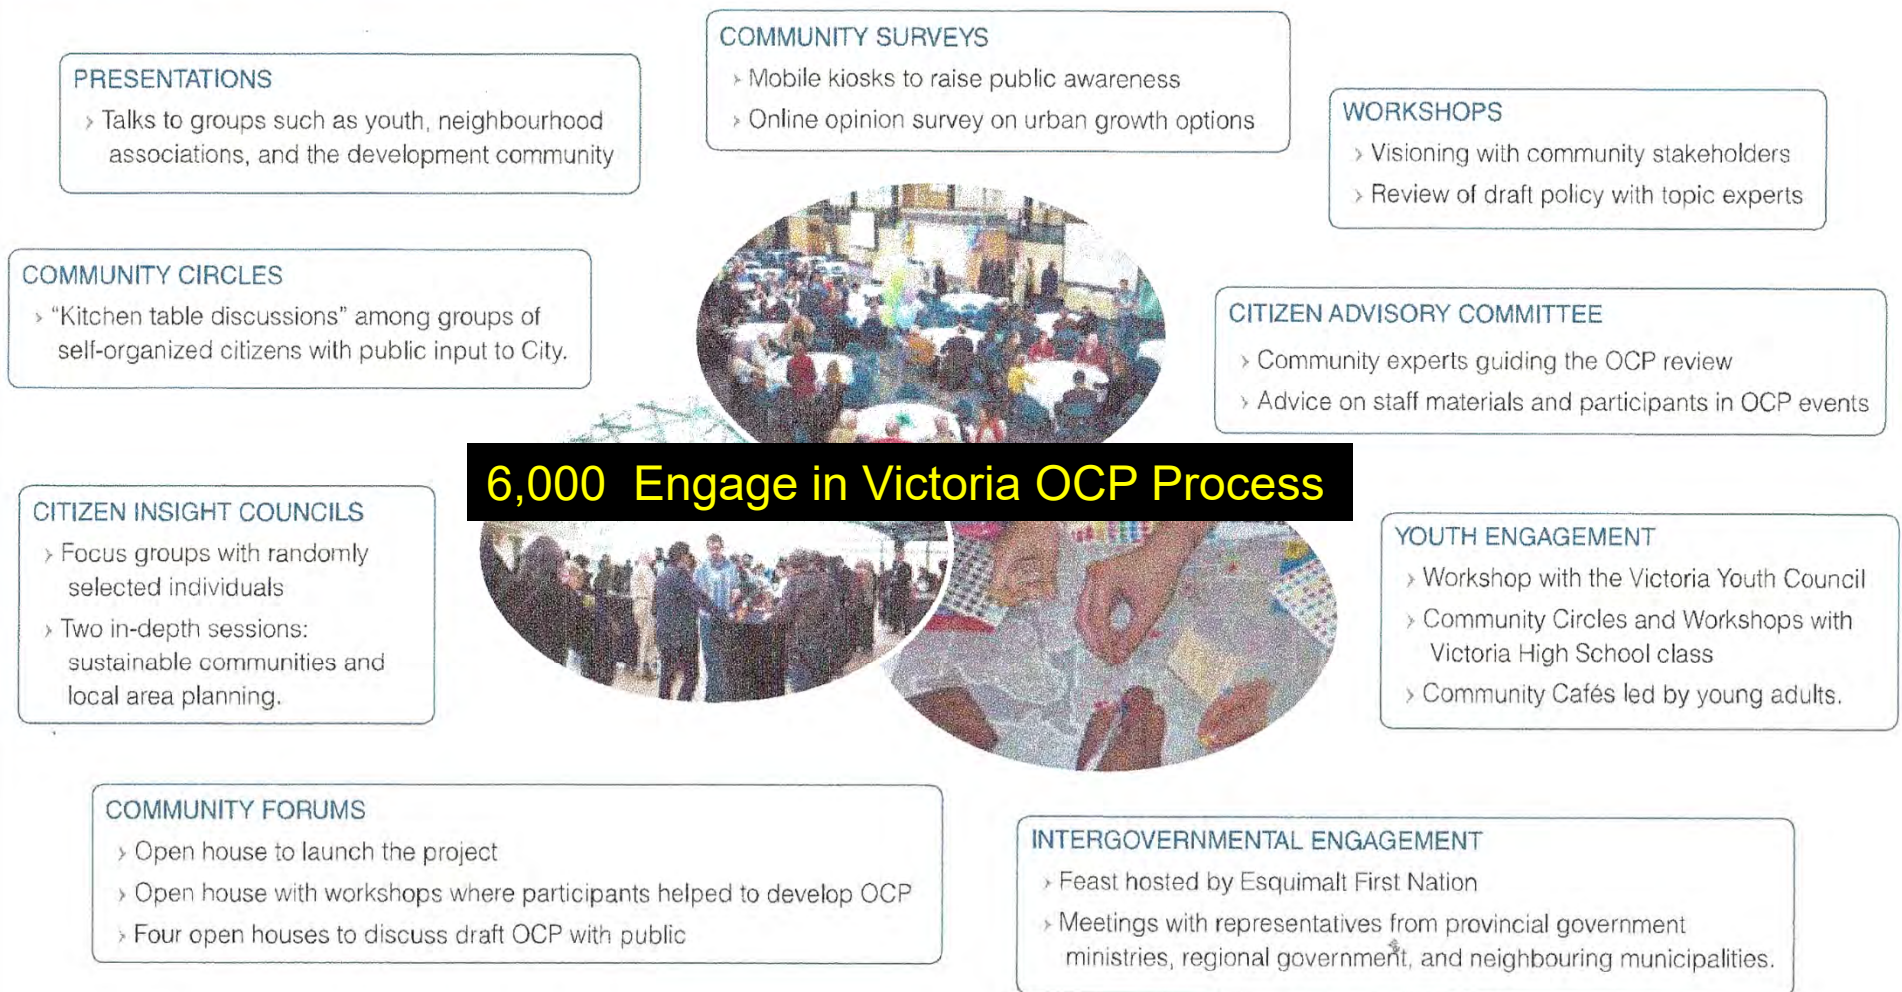 COMMUNITY SURVEYS
› Mobile kiosks to raise public awareness
› Online opinion survey on urban growth options
PRESENTATIONS
› Talks to groups such as youth, neighbourhood
associations, and the development community
WORKSHOPS
› Visioning with community stakeholders
› Review of draft policy with topic experts
COMMUNITY CIRCLES
› “Kitchen table discussions” among groups of
self-organized citizens with public input to City.
CITIZEN ADVISORY COMMITTEE
› Community experts guiding the OCP review
› Advice on staff materials and participants in OCP events
6,000 Engage in Victoria OCP Process
CITIZEN INSIGHT COUNCILS
› Focus groups with randomly
selected individuals
› Two in-depth sessions:
sustainable communities and
local area planning.
YOUTH ENGAGEMENT
› Workshop with the Victoria Youth Council
› Community Circles and Workshops with
Victoria High School class
› Community Cafés led by young adults.
COMMUNITY FORUMS
› Open house to launch the project
› Open house with workshops where participants helped to develop OCP
› Four open houses to discuss draft OCP with public
INTERGOVERNMENTAL ENGAGEMENT
› Feast hosted by Esquimalt First Nation
› Meetings with representatives from provincial government
ministries, regional government, and neighbouring municipalities.